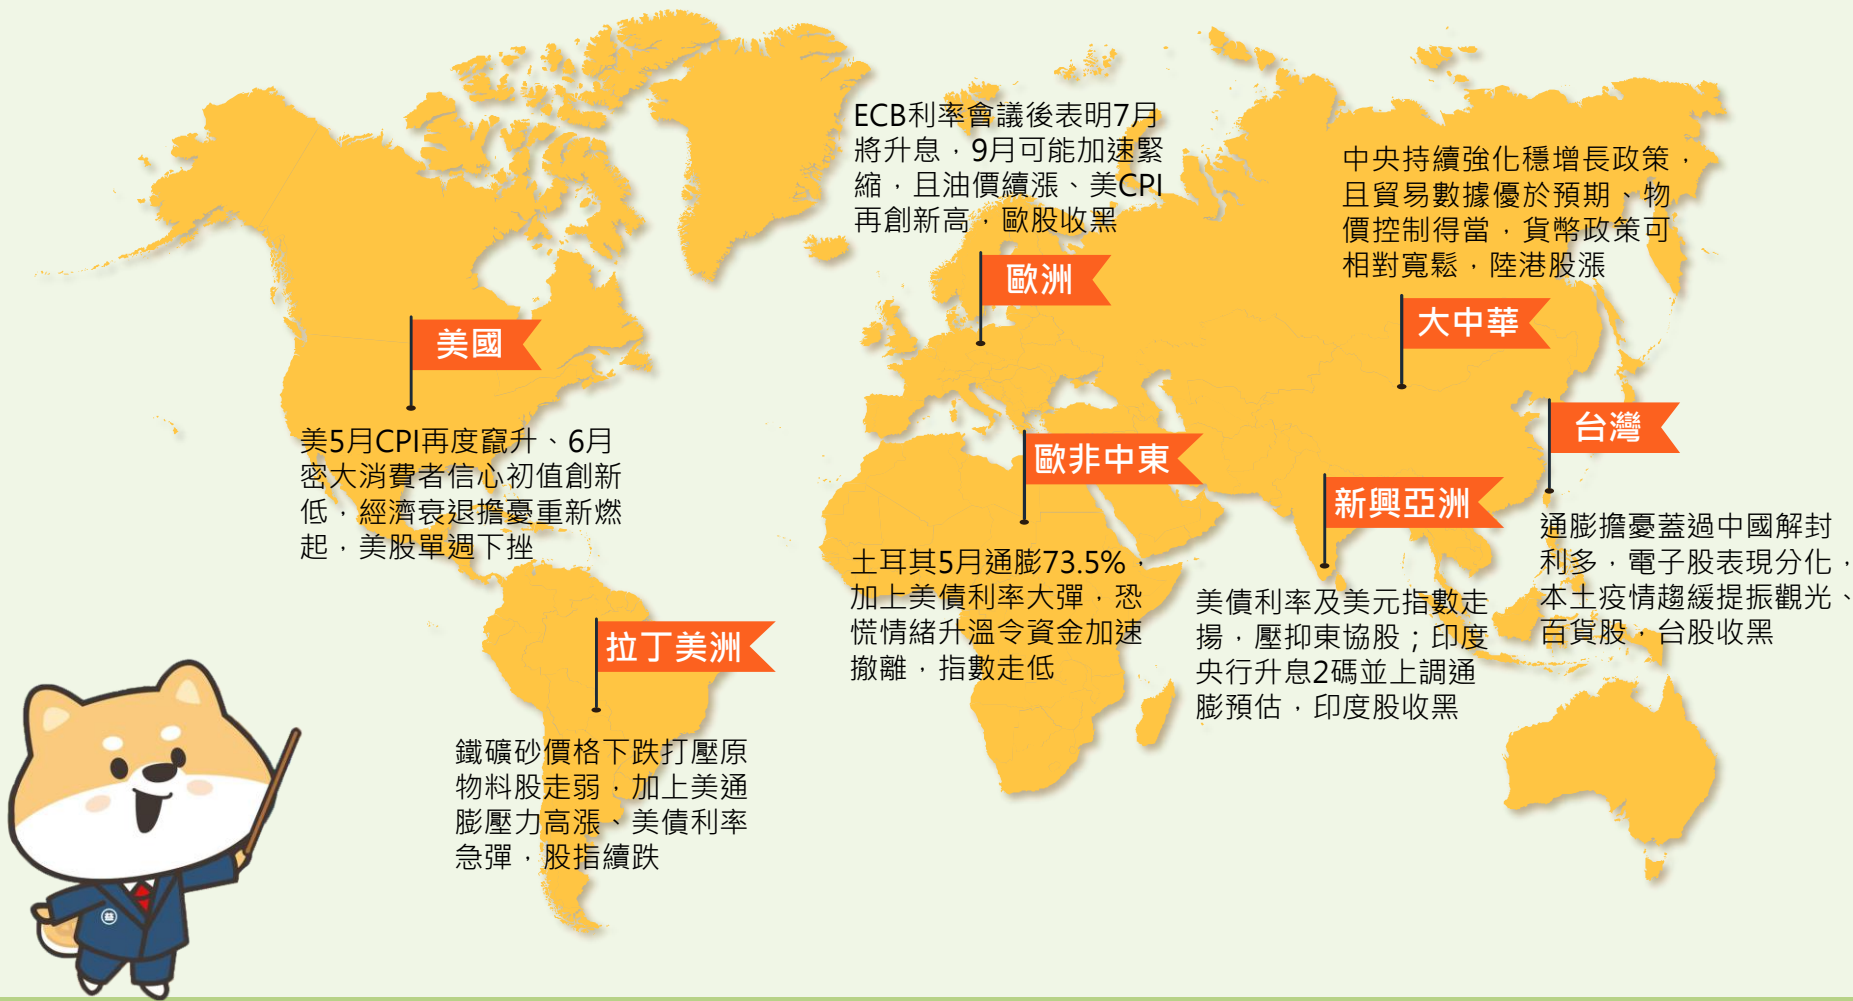 ECB利率會議後表明7月
將升息，9月可能加速緊
縮，且油價續漲、美CPI
再創新高，歐股收黑
歐洲
中央持續強化穩增長政策，
且貿易數據優於預期、物
價控制得當，貨幣政策可
相對寬鬆，陸港股漲
大中華
美國
美5月CPI再度竄升、6月
密大消費者信心初值創新
低，經濟衰退擔憂重新燃
起，美股單週下挫
歐非中東
土耳其5月通膨73.5%，
加上美債利率大彈，恐
慌情緒升溫令資金加速
撤離，指數走低
新興亞洲
美債利率及美元指數走
揚，壓抑東協股；印度
央行升息2碼並上調通
膨預估，印度股收黑
台灣
通膨擔憂蓋過中國解封
利多，電子股表現分化，
本土疫情趨緩提振觀光、
百貨股，台股收黑
拉丁美洲
鐵礦砂價格下跌打壓原
物料股走弱，加上美通
膨壓力高漲、美債利率
急彈，股指續跌